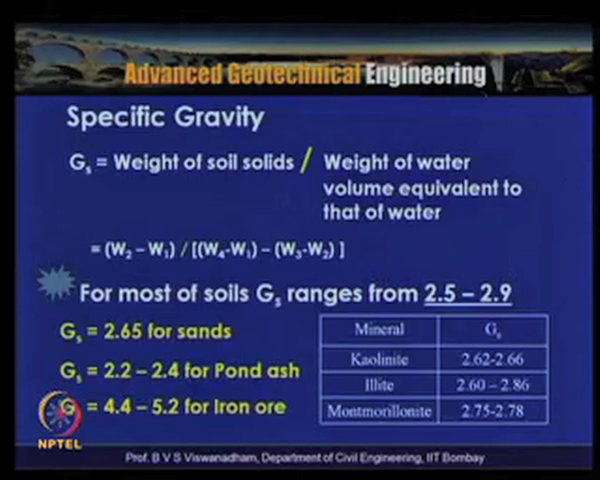 Advanced Geotechnical Engineering
Specific Gravity
Gs = Weight of soil solids / Weight of water
volume equivalent to
that of water
= (W2 – W1) / [(W4-W1) – (W3-W2) ]
For most of soils Gs ranges from 2.5 – 2.9
Gs = 2.65 for sands
Gs = 2.2 – 2.4 for Pond ash
Gs = 4.4 – 5.2 for Iron ore
Mineral Gs
Kaolinite 2.62-2.66
Illite 2.60 – 2.86
Montmorillonite 2.75-2.78
NPTEL
Prof. B V S Viswanadham, Department of Civil Engineering, IIT Bombay